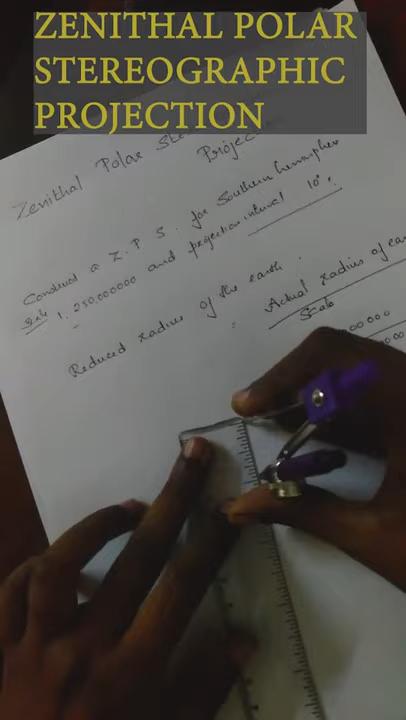 ZENITHAL POLAR
STEREOGRAPHIC
PROJECTION
Zenithal Polar
Construct a Z. P. S. for Southern hemisphere
Scale 1: 250,000000 and projection interval 10°.
Reduced radius of the earth :
Actual radius of
Scale